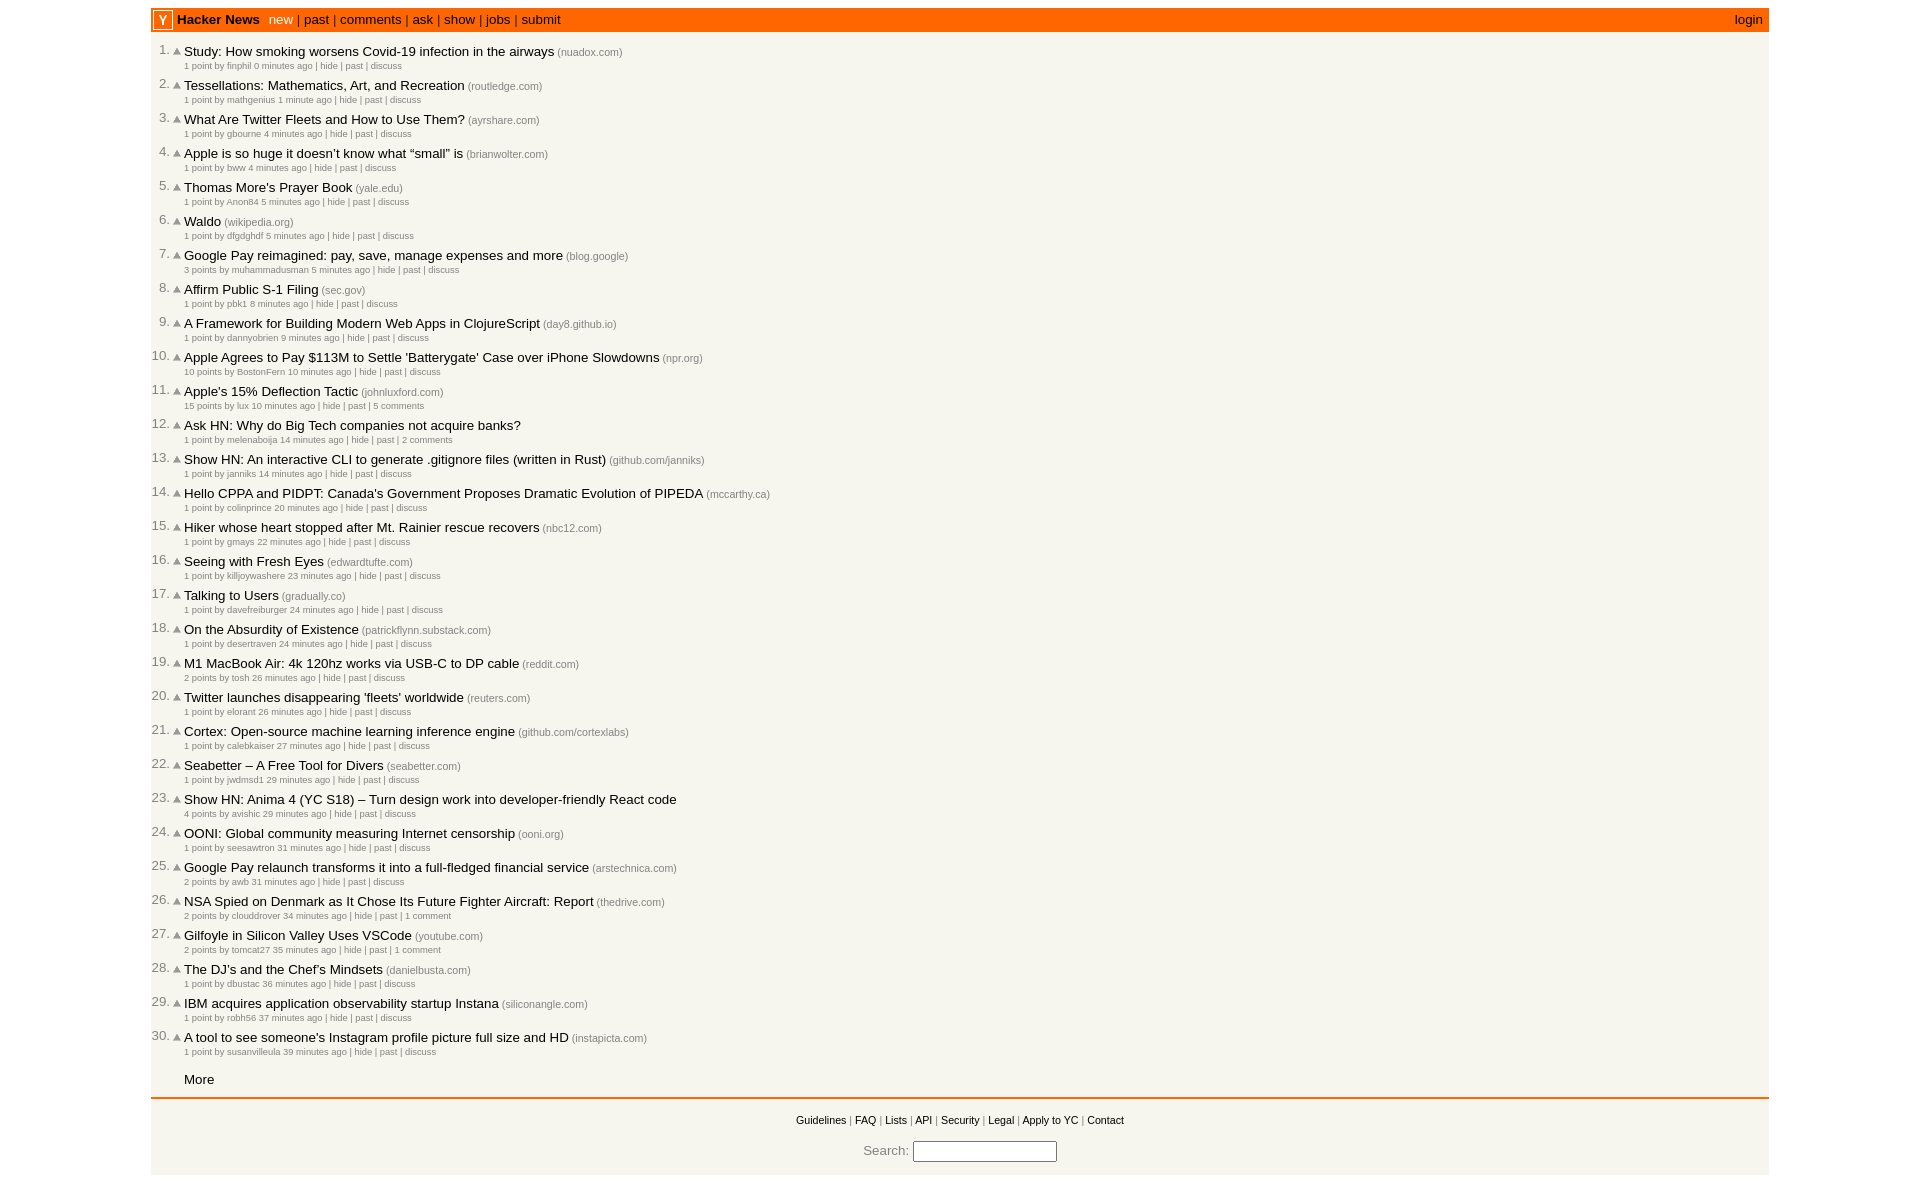 Y Hacker News new | past | comments | ask | show | jobs | submit login
1. Study: How smoking worsens Covid-19 infection in the airways (nuadox.com)
1 point by finphil 0 minutes ago | hide | past | discuss
2. Tessellations: Mathematics, Art, and Recreation (routledge.com)
1 point by mathgenius 1 minute ago | hide | past | discuss
3. What Are Twitter Fleets and How to Use Them? (ayrshare.com)
1 point by gbourne 4 minutes ago | hide | past | discuss
4. Apple is so huge it doesn’t know what “small” is (brianwolter.com)
1 point by bww 4 minutes ago | hide | past | discuss
5. Thomas More's Prayer Book (yale.edu)
1 point by Anon84 5 minutes ago | hide | past | discuss
6. Waldo (wikipedia.org)
1 point by dfgdghdf 5 minutes ago | hide | past | discuss
7. Google Pay reimagined: pay, save, manage expenses and more (blog.google)
3 points by muhammadusman 5 minutes ago | hide | past | discuss
8. Affirm Public S-1 Filing (sec.gov)
1 point by pbk1 8 minutes ago | hide | past | discuss
9. A Framework for Building Modern Web Apps in ClojureScript (day8.github.io)
1 point by dannyobrien 9 minutes ago | hide | past | discuss
10. Apple Agrees to Pay $113M to Settle 'Batterygate' Case over iPhone Slowdowns (npr.org)
10 points by BostonFern 10 minutes ago | hide | past | discuss
11. Apple's 15% Deflection Tactic (johnluxford.com)
15 points by lux 10 minutes ago | hide | past | 5 comments
12. Ask HN: Why do Big Tech companies not acquire banks?
1 point by melenaboija 14 minutes ago | hide | past | 2 comments
13. Show HN: An interactive CLI to generate .gitignore files (written in Rust) (github.com/janniks)
1 point by janniks 14 minutes ago | hide | past | discuss
14. Hello CPPA and PIDPT: Canada's Government Proposes Dramatic Evolution of PIPEDA (mccarthy.ca)
1 point by colinprince 20 minutes ago | hide | past | discuss
15. Hiker whose heart stopped after Mt. Rainier rescue recovers (nbc12.com)
1 point by gmays 22 minutes ago | hide | past | discuss
16. Seeing with Fresh Eyes (edwardtufte.com)
1 point by killjoywashere 23 minutes ago | hide | past | discuss
17. Talking to Users (gradually.co)
1 point by davefreiburger 24 minutes ago | hide | past | discuss
18. On the Absurdity of Existence (patrickflynn.substack.com)
1 point by desertraven 24 minutes ago | hide | past | discuss
19. M1 MacBook Air: 4k 120hz works via USB-C to DP cable (reddit.com)
2 points by tosh 26 minutes ago | hide | past | discuss
20. Twitter launches disappearing 'fleets' worldwide (reuters.com)
1 point by elorant 26 minutes ago | hide | past | discuss
21. Cortex: Open-source machine learning inference engine (github.com/cortexlabs)
1 point by calebkaiser 27 minutes ago | hide | past | discuss
22. Seabetter – A Free Tool for Divers (seabetter.com)
1 point by jwdmsd1 29 minutes ago | hide | past | discuss
23. Show HN: Anima 4 (YC S18) – Turn design work into developer-friendly React code
4 points by avishic 29 minutes ago | hide | past | discuss
24. OONI: Global community measuring Internet censorship (ooni.org)
1 point by seesawtron 31 minutes ago | hide | past | discuss
25. Google Pay relaunch transforms it into a full-fledged financial service (arstechnica.com)
2 points by awb 31 minutes ago | hide | past | discuss
26. NSA Spied on Denmark as It Chose Its Future Fighter Aircraft: Report (thedrive.com)
2 points by clouddrover 34 minutes ago | hide | past | 1 comment
27. Gilfoyle in Silicon Valley Uses VSCode (youtube.com)
2 points by tomcat27 35 minutes ago | hide | past | 1 comment
28. The DJ’s and the Chef’s Mindsets (danielbusta.com)
1 point by dbustac 36 minutes ago | hide | past | discuss
29. IBM acquires application observability startup Instana (siliconangle.com)
1 point by robh56 37 minutes ago | hide | past | discuss
30. A tool to see someone's Instagram profile picture full size and HD (instapicta.com)
1 point by susanvilleula 39 minutes ago | hide | past | discuss
More
Guidelines | FAQ | Lists | API | Security | Legal | Apply to YC | Contact
Search: